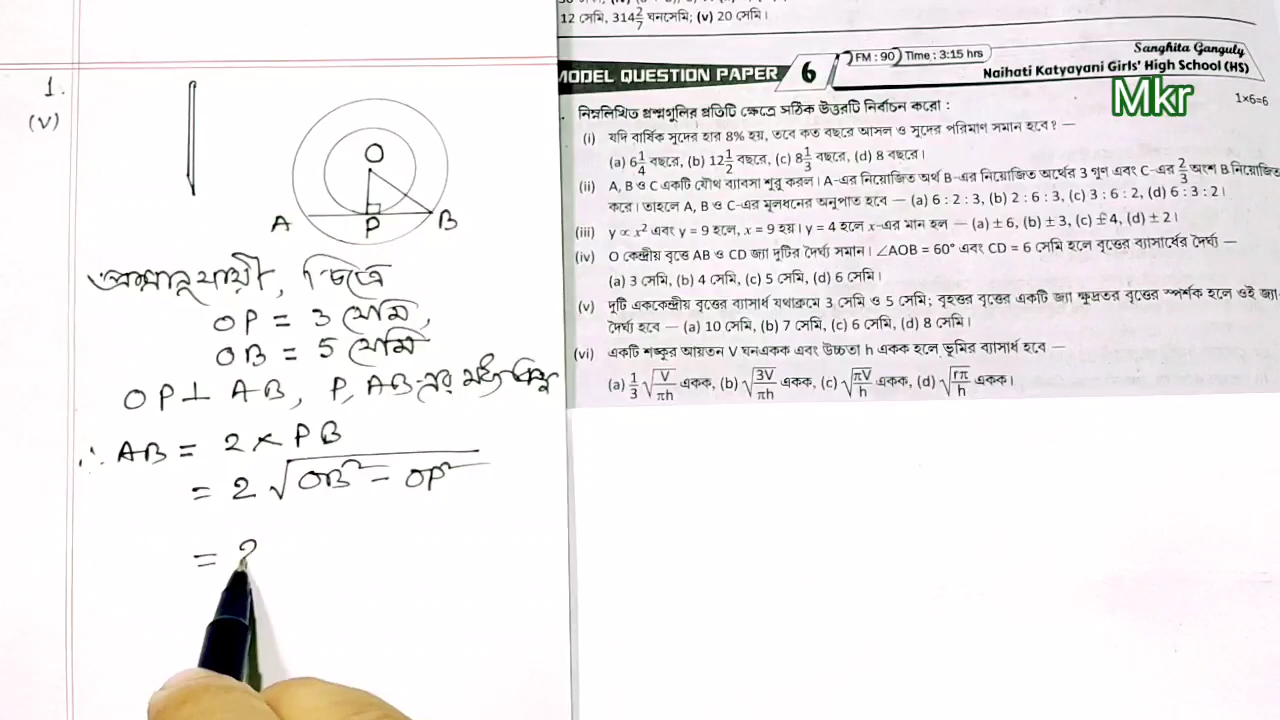 12 সেমি, 314 2/7 ঘনসেমি; (v) 20 সেমি।
MODEL QUESTION PAPER 6
FM : 90 Time : 3:15 hrs
Sanghita Ganguly
Naihati Katyayani Girls' High School (HS)
Mkr
নিম্নলিখিত প্রশ্নগুলির প্রতিটি ক্ষেত্রে সঠিক উত্তরটি নির্বাচন করো : 1×6=6
(i) যদি বার্ষিক সুদের হার 8% হয়, তবে কত বছরে আসল ও সুদের পরিমাণ সমান হবে? —
(a) 6 1/4 বছরে, (b) 12 1/2 বছরে, (c) 8 1/3 বছরে, (d) 8 বছরে।
(ii) A, B ও C একটি যৌথ ব্যাবসা শুরু করল। A-এর নিয়োজিত অর্থ B-এর নিয়োজিত অর্থের 3 গুণ এবং C-এর 2/3 অংশ B নিয়োজিত
করে। তাহলে A, B ও C-এর মূলধনের অনুপাত হবে — (a) 6 : 2 : 3, (b) 2 : 6 : 3, (c) 3 : 6 : 2, (d) 6 : 3 : 2।
(iii) y ∝ x² এবং y = 9 হলে, x = 9 হয়। y = 4 হলে x-এর মান হল — (a) ± 6, (b) ± 3, (c) ± 4, (d) ± 2।
(iv) O কেন্দ্রীয় বৃত্তে AB ও CD জ্যা দুটির দৈর্ঘ্য সমান। ∠AOB = 60° এবং CD = 6 সেমি হলে বৃত্তের ব্যাসার্ধের দৈর্ঘ্য —
(a) 3 সেমি, (b) 4 সেমি, (c) 5 সেমি, (d) 6 সেমি।
(v) দুটি এককেন্দ্রীয় বৃত্তের ব্যাসার্ধ যথাক্রমে 3 সেমি ও 5 সেমি; বৃহত্তর বৃত্তের একটি জ্যা ক্ষুদ্রতর বৃত্তের স্পর্শক হলে ওই জ্যা
দৈর্ঘ্য হবে — (a) 10 সেমি, (b) 7 সেমি, (c) 6 সেমি, (d) 8 সেমি।
(vi) একটি শঙ্কুর আয়তন V ঘনএকক এবং উচ্চতা h একক হলে ভূমির ব্যাসার্ধ হবে —
(a) 1/3 √(V/πh) একক, (b) √(3V/πh) একক, (c) √(πV/h) একক, (d) √(rπ/h) একক।
1.
(v)
O
A P B
প্রশ্নানুযায়ী, চিত্রে
OP = 3 সেমি,
OB = 5 সেমি
OP ⊥ AB, P, AB-এর মধ্যবিন্দু
∴ AB = 2 × PB
= 2 √(OB² − OP²)
= 2